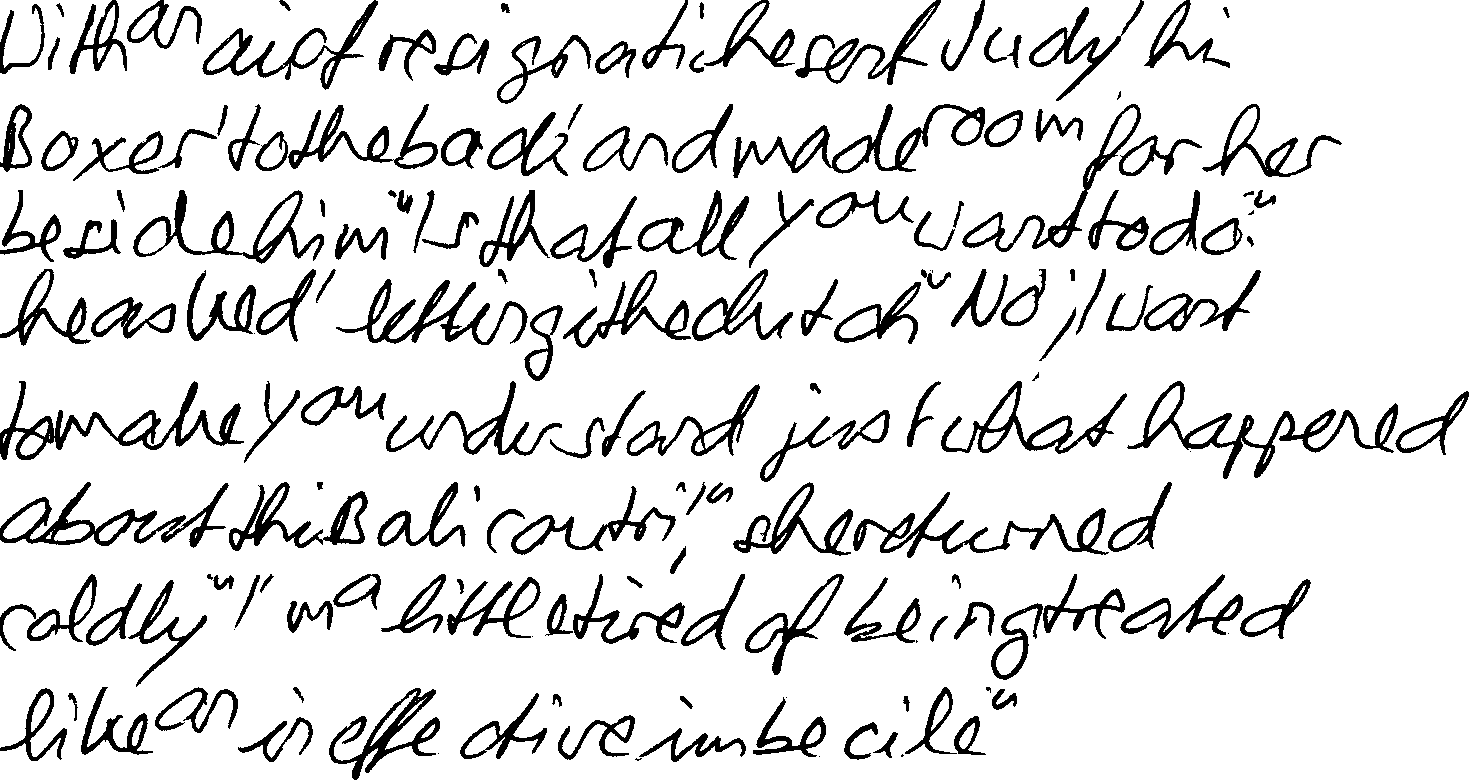 With an air of resignation he sent Judy, his
Boxer, to the back and made room for her
beside him. "Is that all you want to do?"
he asked, letting in the clutch. "No, I want
to make you understand just what happened
about this Bali country," she returned
coldly. "I'm a little tired of being treated
like an ineffective imbecile."